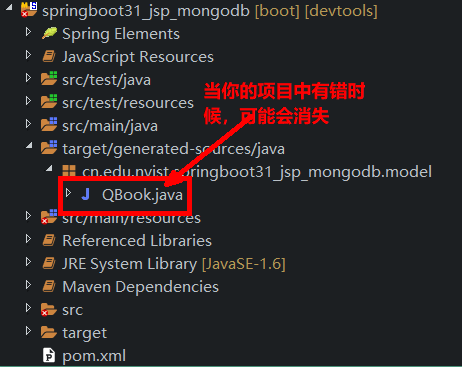 springboot31_jsp_mongodb [boot] [devtools]
Spring Elements
JavaScript Resources
src/test/java
src/test/resources
src/main/java
target/generated-sources/java
cn.edu.nvist.springboot31_jsp_mongodb.model
QBook.java
src/main/resources
Referenced Libraries
JRE System Library [JavaSE-1.6]
Maven Dependencies
src
target
pom.xml
当你的项目中有错时
候，可能会消失